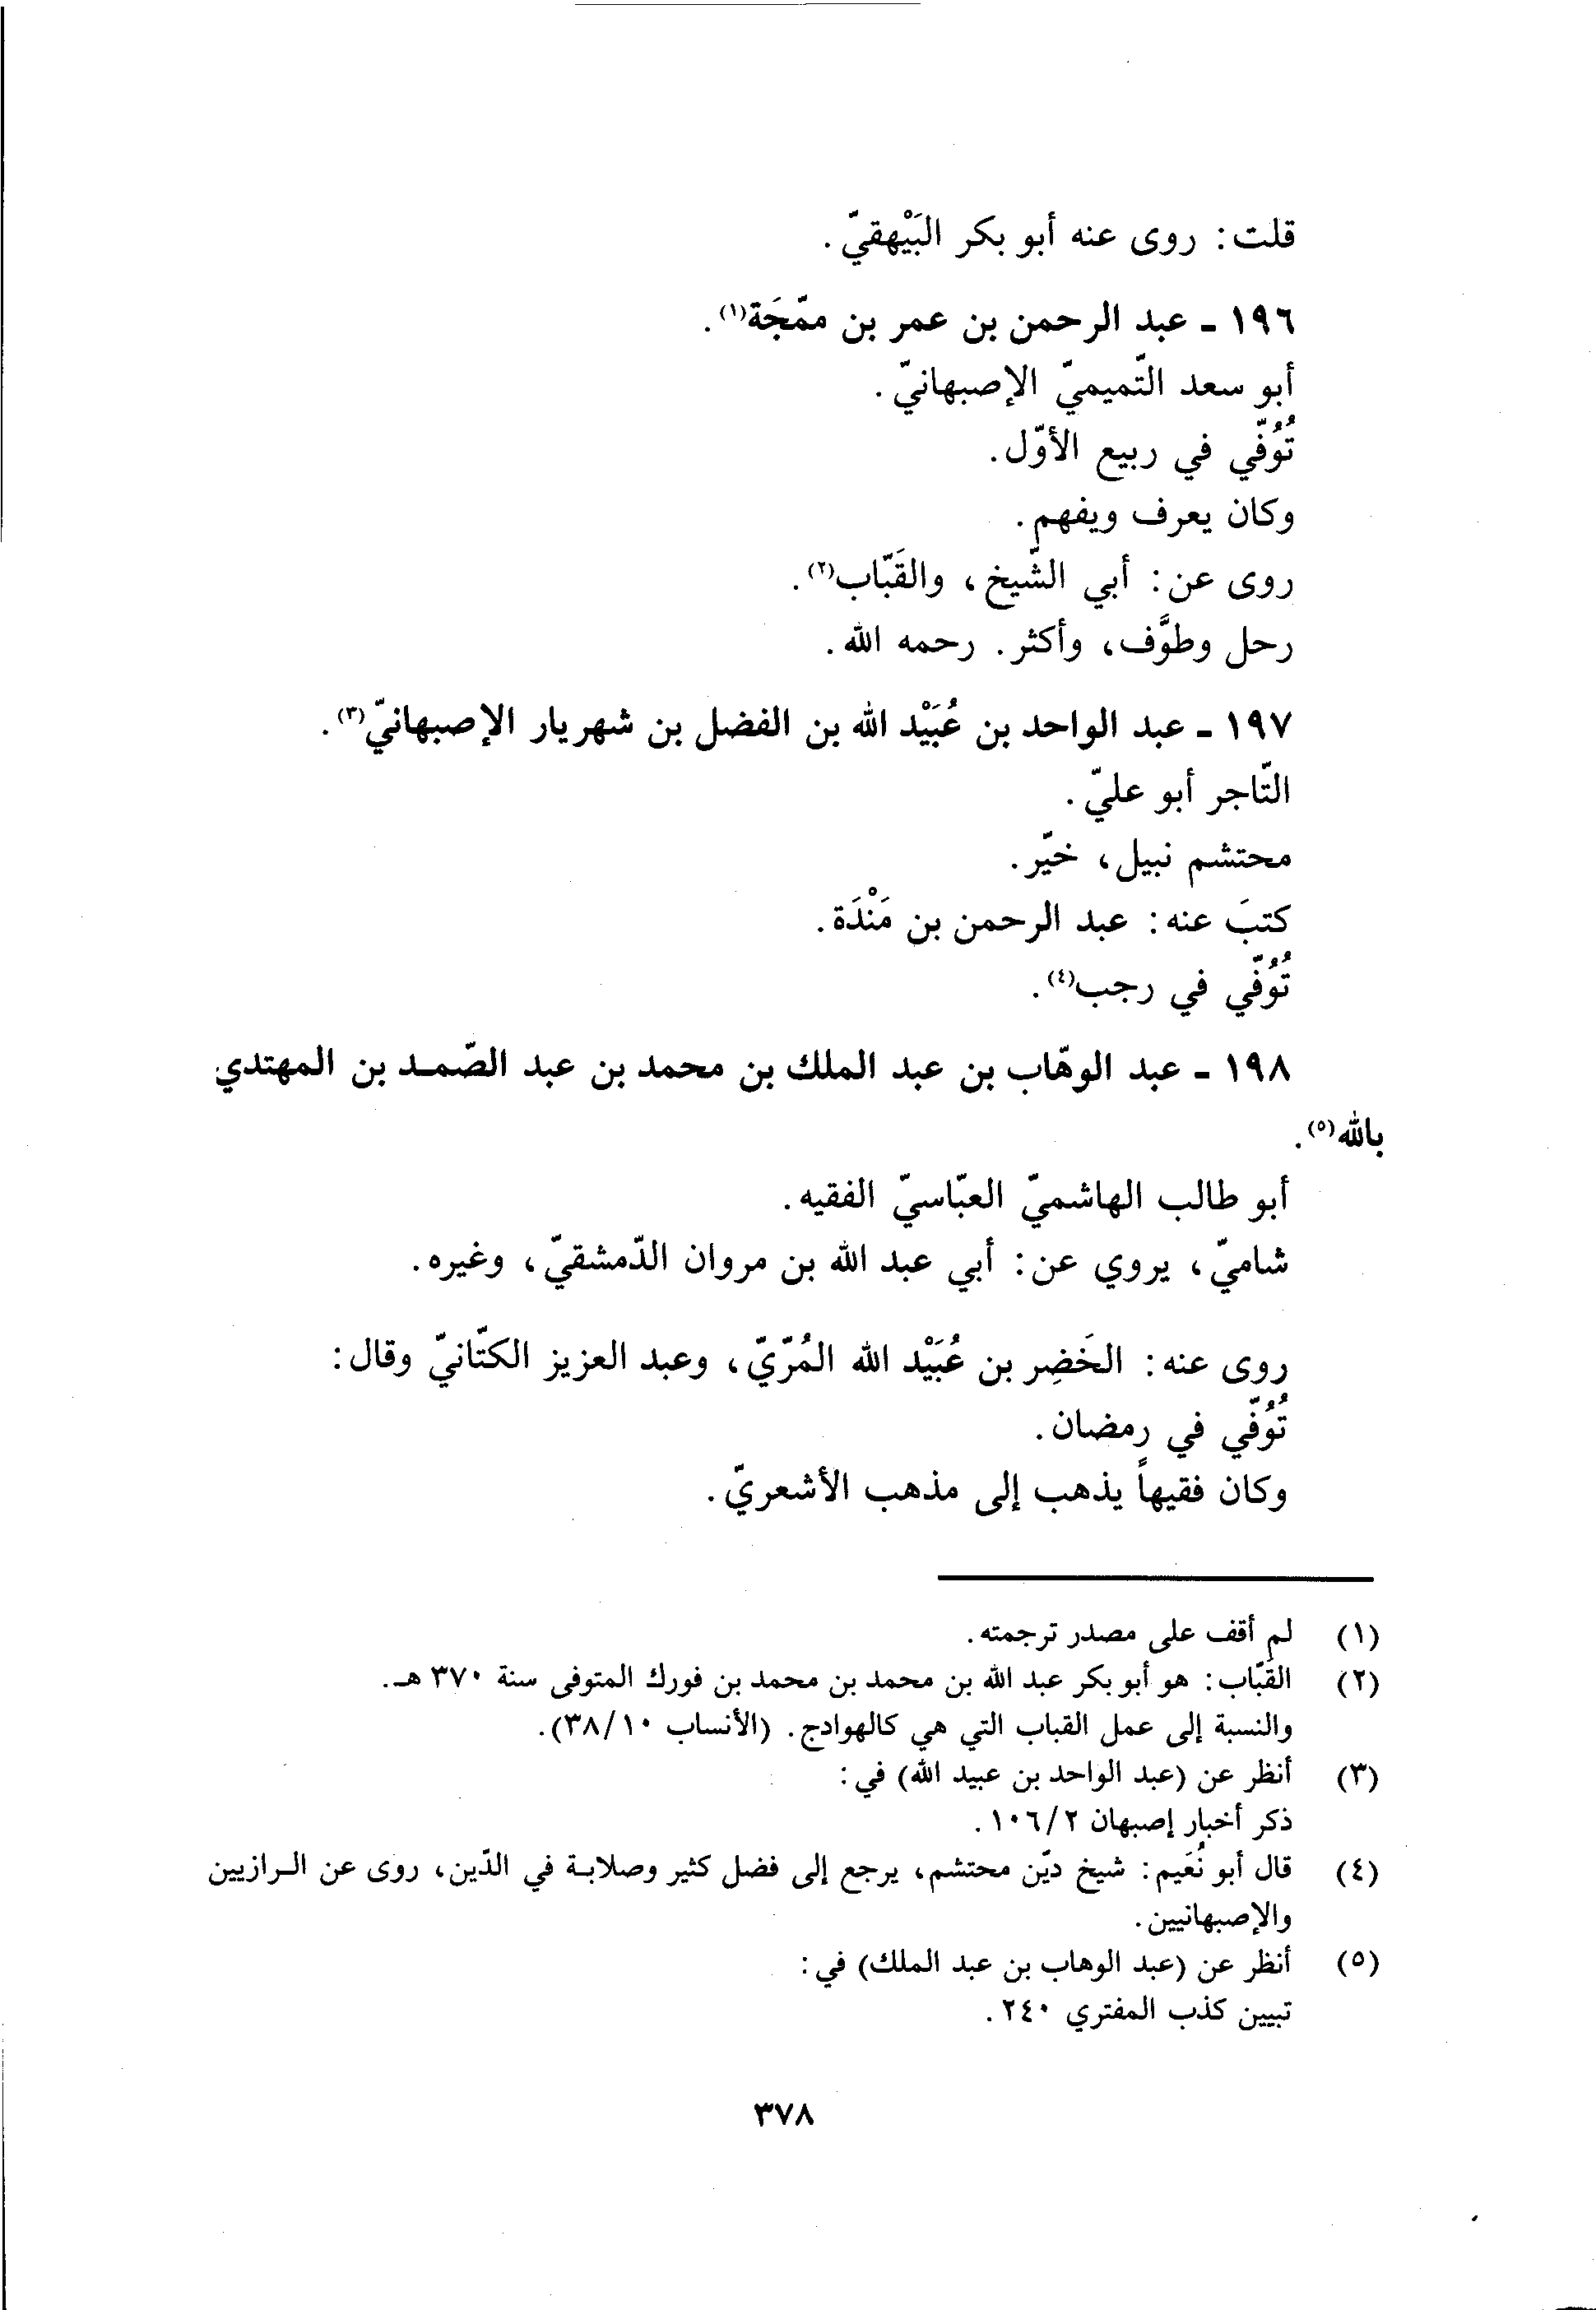 قلت: روى عنه أبو بكر البَيْهقيّ.
١٩٦ ـ عبد الرحمن بن عمر بن ممّجَة(١).
أبو سعد التّميميّ الإصبهانيّ.
تُوُفّي في ربيع الأوّل.
وكان يعرف ويفهم.
روى عن: أبي الشّيخ، والقَبّاب(٢).
رحل وطوَّف، وأكثر. رحمه الله.
١٩٧ ـ عبد الواحد بن عُبَيْد الله بن الفضل بن شهريار الإصبهانيّ(٣).
التّاجر أبو عليّ.
محتشم نبيل، خيّر.
كتبَ عنه: عبد الرحمن بن مَنْدَة.
تُوُفّي في رجب(٤).
١٩٨ ـ عبد الوهّاب بن عبد الملك بن محمد بن عبد الصّمـد بن المهتدي
بالله(٥).
أبو طالب الهاشميّ العبّاسيّ الفقيه.
شاميّ، يروي عن: أبي عبد الله بن مروان الدّمشقيّ، وغيره.
روى عنه: الخَضِر بن عُبَيْد الله المُرّيّ، وعبد العزيز الكتّانيّ وقال:
تُوُفّي في رمضان.
وكان فقيهاً يذهب إلى مذهب الأشعريّ.
(١) لم أقف على مصدر ترجمته.
(٢) القَبّاب: هو أبو بكر عبد الله بن محمد بن محمد بن فورك المتوفى سنة ٣٧٠ هـ.
والنسبة إلى عمل القباب التي هي كالهوادج. (الأنساب ٣٨/١٠).
(٣) أنظر عن (عبد الواحد بن عبيد الله) في:
ذكر أخبار إصبهان ١٠٦/٢.
(٤) قال أبو نُعَيم: شيخ ديّن محتشم، يرجع إلى فضل كثير وصلابـة في الدّين، روى عن الـرازيين
والإصبهانيين.
(٥) أنظر عن (عبد الوهاب بن عبد الملك) في:
تبيين كذب المفتري ٢٤٠.
٣٧٨